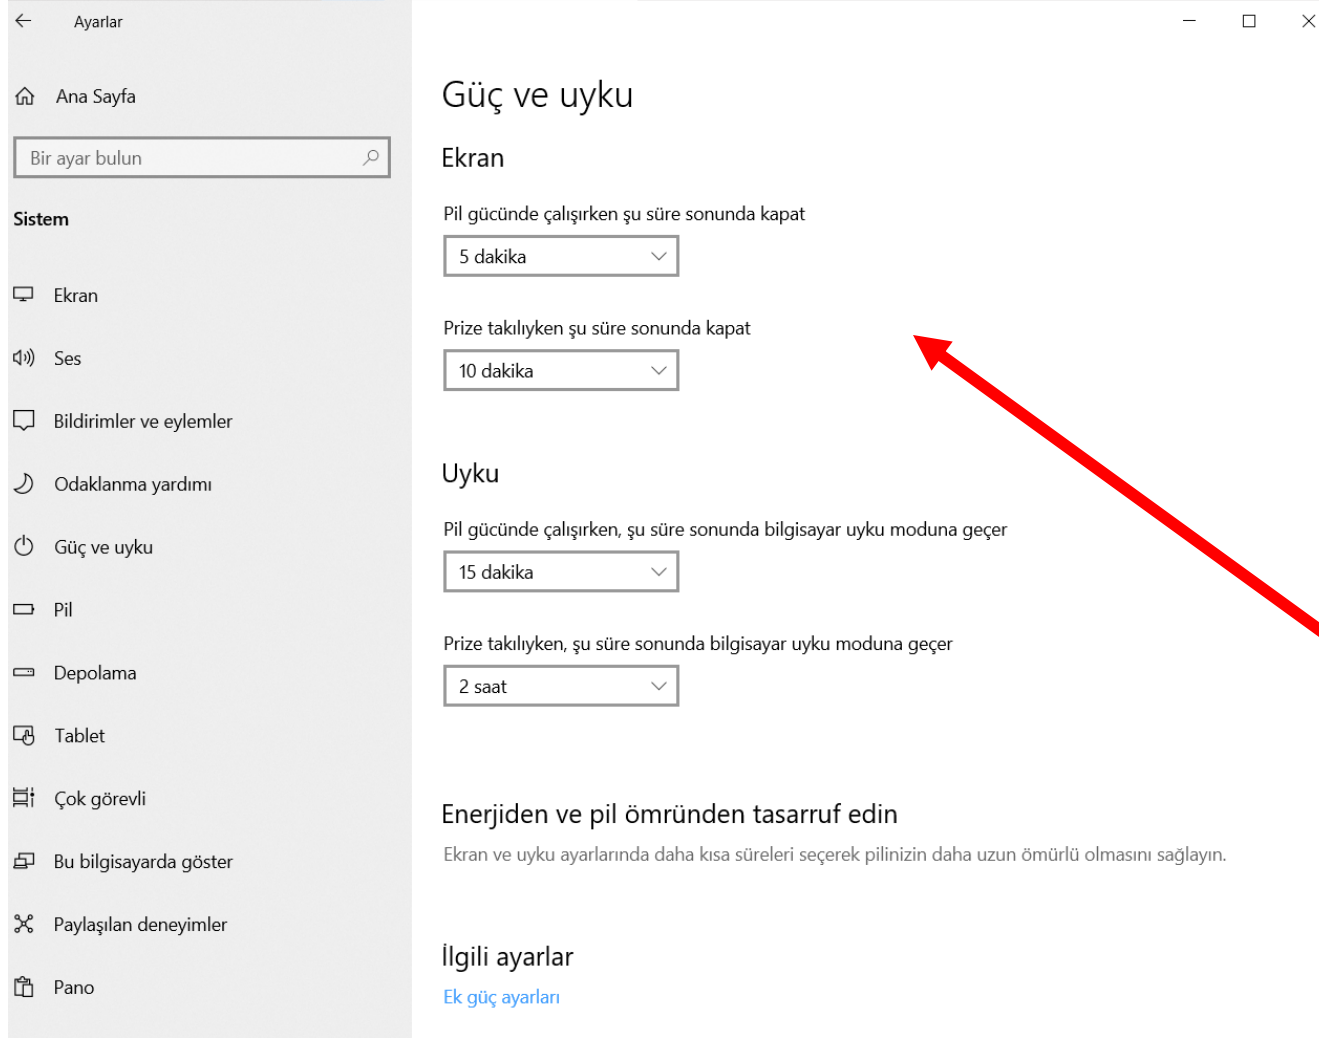 Ayarlar
Ana Sayfa
Bir ayar bulun
Sistem
Ekran
Ses
Bildirimler ve eylemler
Odaklanma yardımı
Güç ve uyku
Pil
Depolama
Tablet
Çok görevli
Bu bilgisayarda göster
Paylaşılan deneyimler
Pano
Güç ve uyku
Ekran
Pil gücünde çalışırken şu süre sonunda kapat
5 dakika
Prize takılıyken şu süre sonunda kapat
10 dakika
Uyku
Pil gücünde çalışırken, şu süre sonunda bilgisayar uyku moduna geçer
15 dakika
Prize takılıyken, şu süre sonunda bilgisayar uyku moduna geçer
2 saat
Enerjiden ve pil ömründen tasarruf edin
Ekran ve uyku ayarlarında daha kısa süreleri seçerek pilinizin daha uzun ömürlü olmasını sağlayın.
İlgili ayarlar
Ek güç ayarları